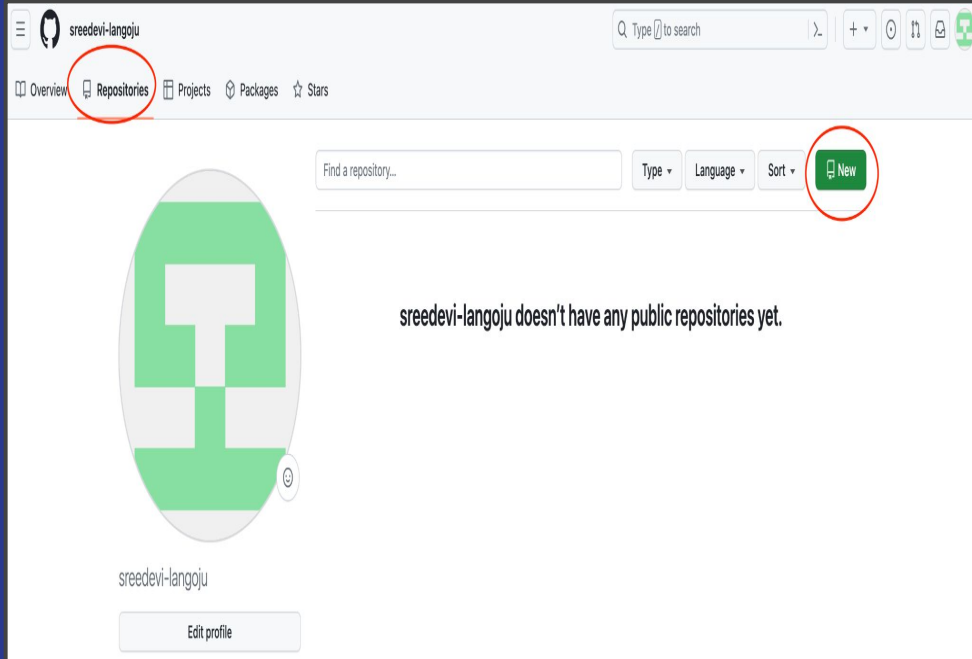 sreedevi-langoju
Type / to search
Overview Repositories Projects Packages Stars
Find a repository... Type Language Sort New
sreedevi-langoju doesn't have any public repositories yet.
sreedevi-langoju
Edit profile